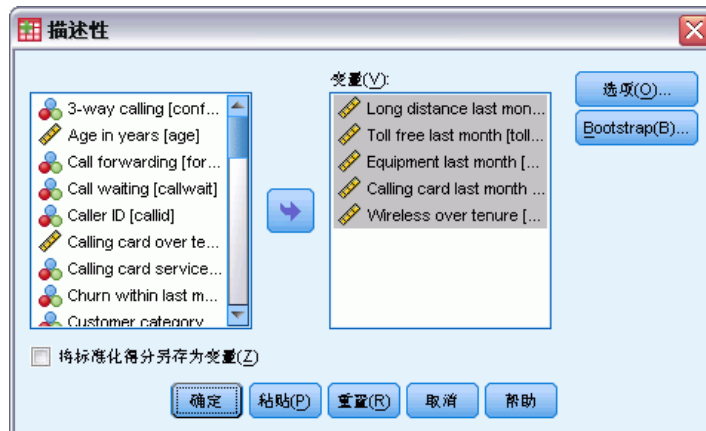 描述性
3-way calling [conf...
Age in years [age]
Call forwarding [for...
Call waiting [callwait]
Caller ID [callid]
Calling card over te...
Calling card service...
Churn within last m...
Customer category
变量(V):
Long distance last mon...
Toll free last month [toll...
Equipment last month [...
Calling card last month ...
Wireless over tenure [...
选项(O)...
Bootstrap(B)...
将标准化得分另存为变量(Z)
确定 粘贴(P) 重置(R) 取消 帮助